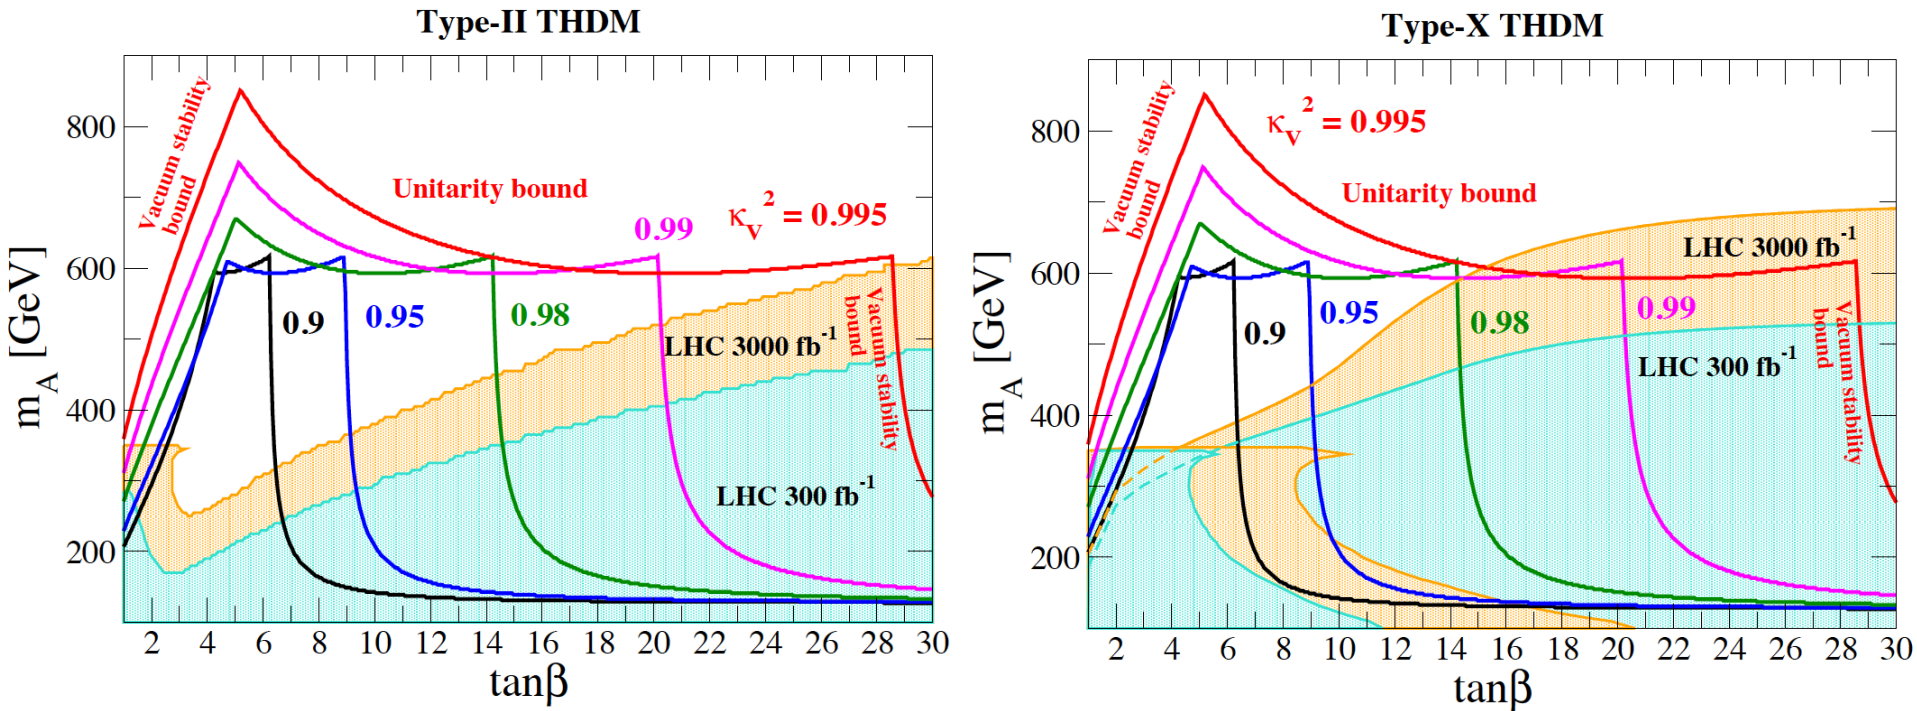 Type-II THDM
800
600
400
200
m_A [GeV]
Vacuum stability
bound
Unitarity bound
κ_V^2 = 0.995
0.99
0.98
0.95
0.9
LHC 3000 fb^-1
LHC 300 fb^-1
Vacuum stability
bound
2 4 6 8 10 12 14 16 18 20 22 24 26 28 30
tanβ
Type-X THDM
800
600
400
200
m_A [GeV]
Vacuum stability
bound
κ_V^2 = 0.995
Unitarity bound
LHC 3000 fb^-1
0.9
0.95
0.98
0.99
LHC 300 fb^-1
Vacuum stability
bound
2 4 6 8 10 12 14 16 18 20 22 24 26 28 30
tanβ